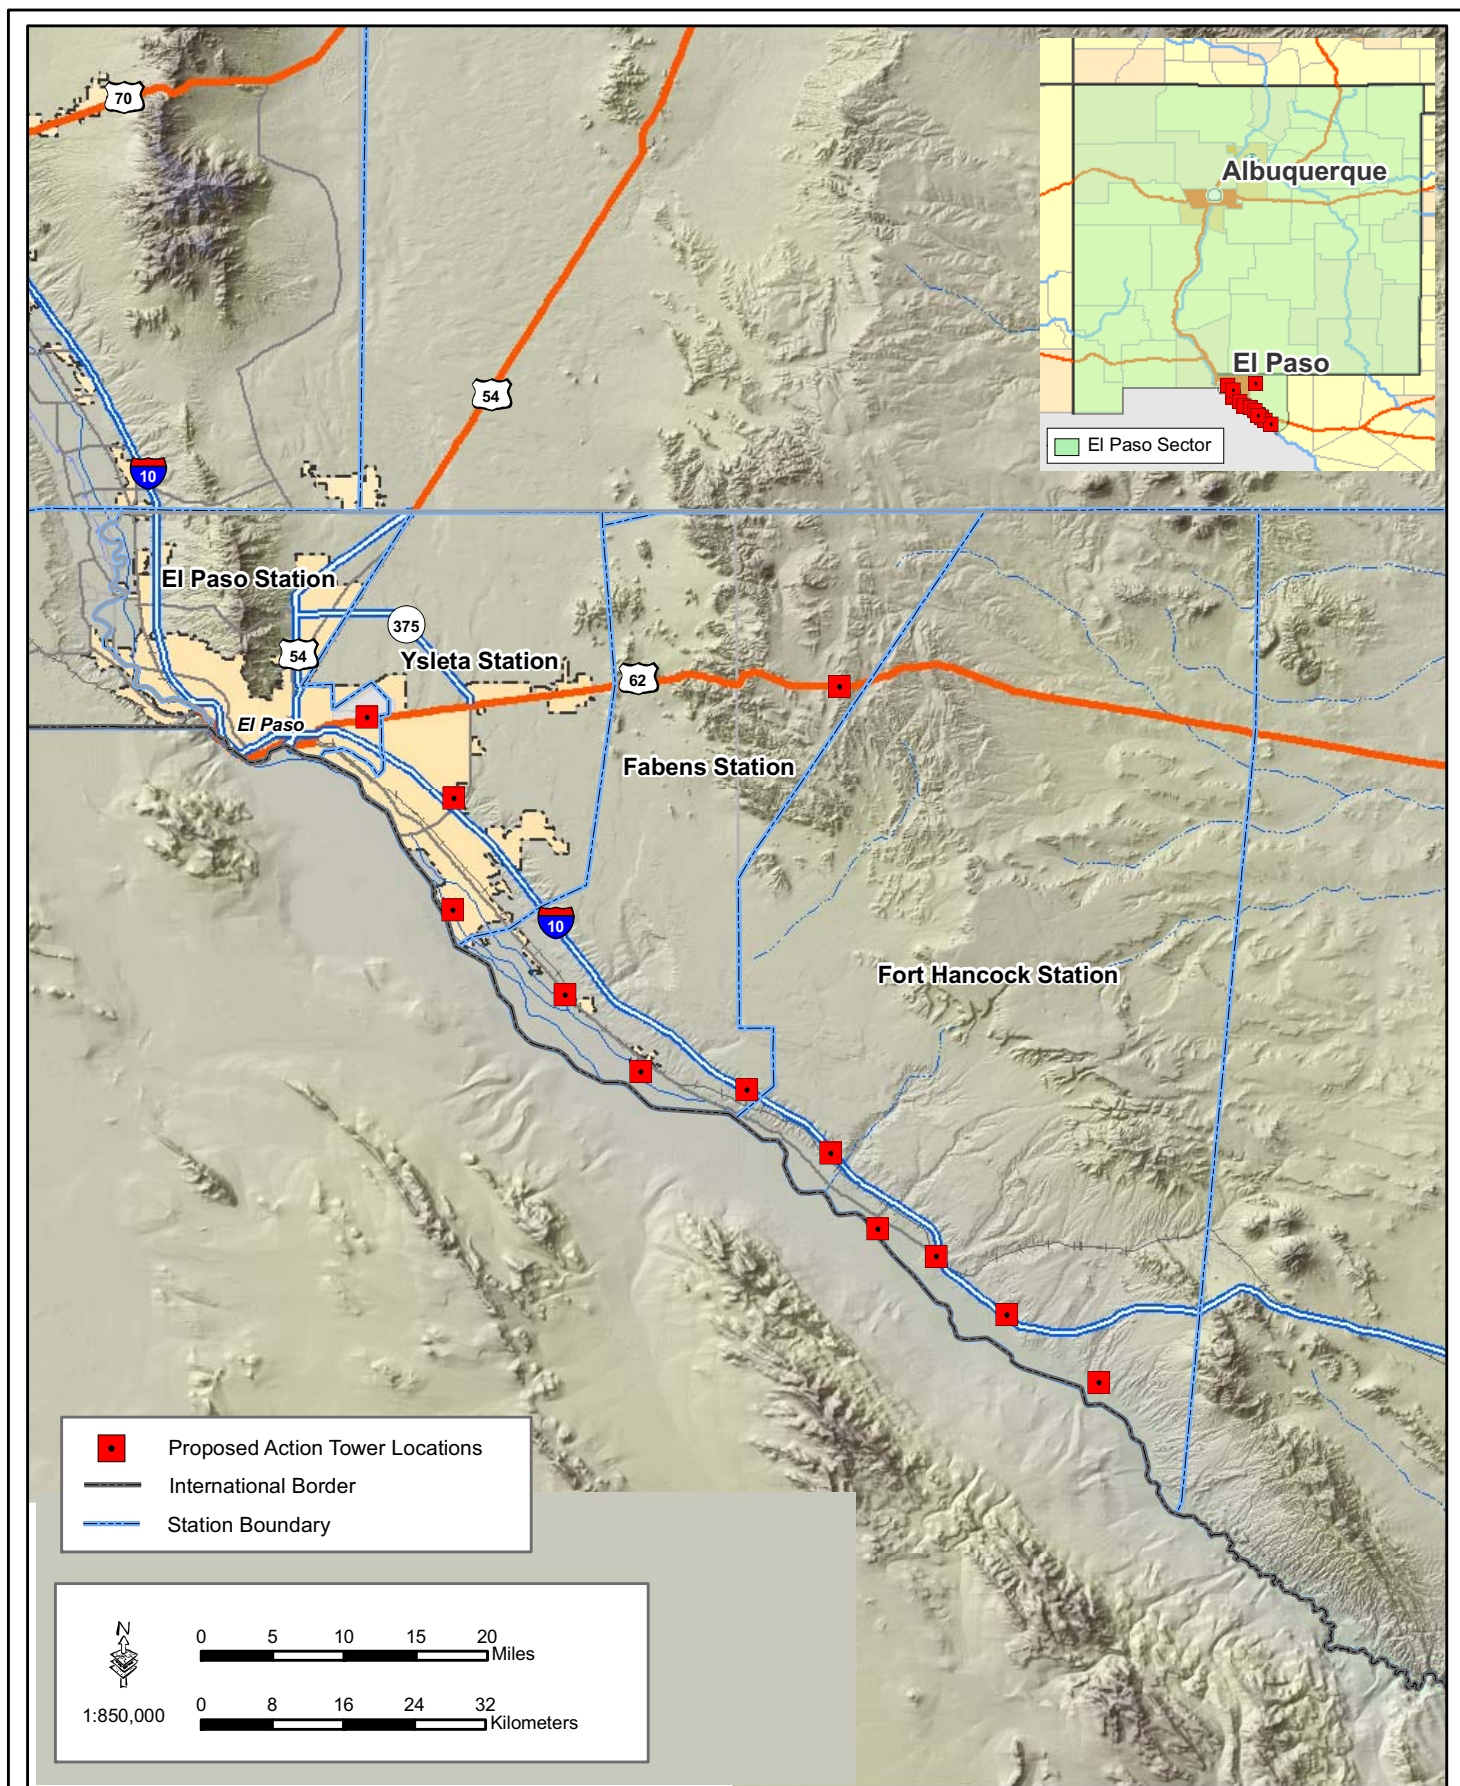 70
Albuquerque
El Paso
El Paso Sector
54
10
El Paso Station
375
54
Ysleta Station
62
El Paso
Fabens Station
10
Fort Hancock Station
Proposed Action Tower Locations
International Border
Station Boundary
N
0 5 10 15 20
Miles
1:850,000
0 8 16 24 32
Kilometers